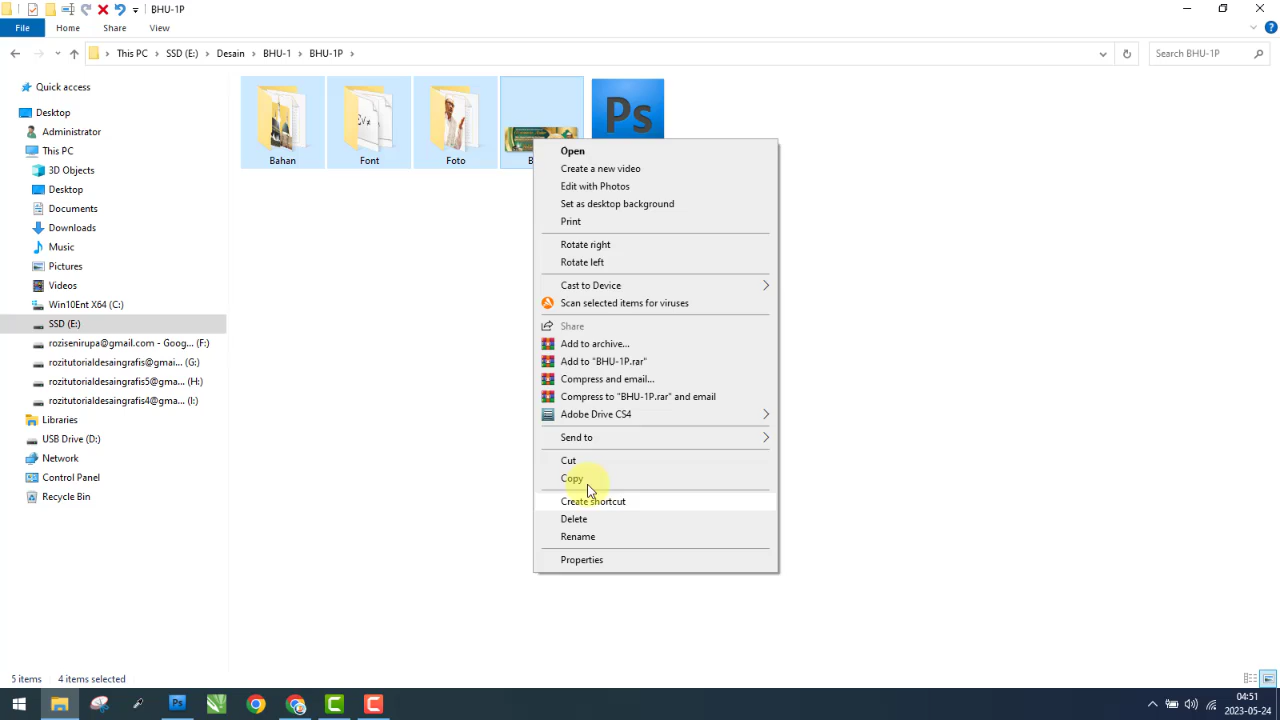 BHU-1P
File
Home
Share
View
This PC
SSD (E:)
Desain
BHU-1
BHU-1P
Search BHU-1P
Quick access
Desktop
Administrator
This PC
3D Objects
Desktop
Documents
Downloads
Music
Pictures
Videos
Win10Ent X64 (C:)
SSD (E:)
rozisenirupa@gmail.com - Goog... (F:)
rozitutorialdesaingrafis@gmai... (G:)
rozitutorialdesaingrafis5@gma... (H:)
rozitutorialdesaingrafis4@gma... (I:)
Libraries
USB Drive (D:)
Network
Control Panel
Recycle Bin
Bahan
Font
Foto
B
Ps
Open
Create a new video
Edit with Photos
Set as desktop background
Print
Rotate right
Rotate left
Cast to Device
Scan selected items for viruses
Share
Add to archive...
Add to "BHU-1P.rar"
Compress and email...
Compress to "BHU-1P.rar" and email
Adobe Drive CS4
Send to
Cut
Copy
Create shortcut
Delete
Rename
Properties
5 items
4 items selected
Ps
04:51
2023-05-24